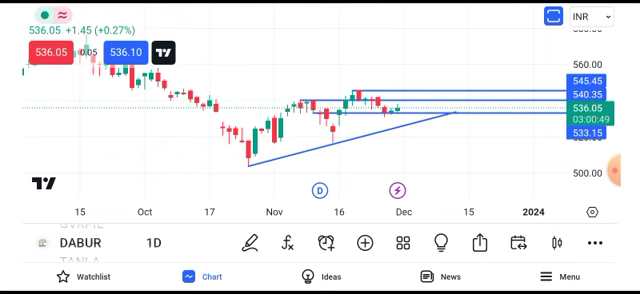 INR
536.05 +1.45 (+0.27%)
536.05 0.05 536.10
560.00
545.45
540.35
536.05
03:00:49
533.15
500.00
D
15 Oct 17 Nov 16 Dec 15 2024
DABUR 1D
Watchlist Chart Ideas News Menu